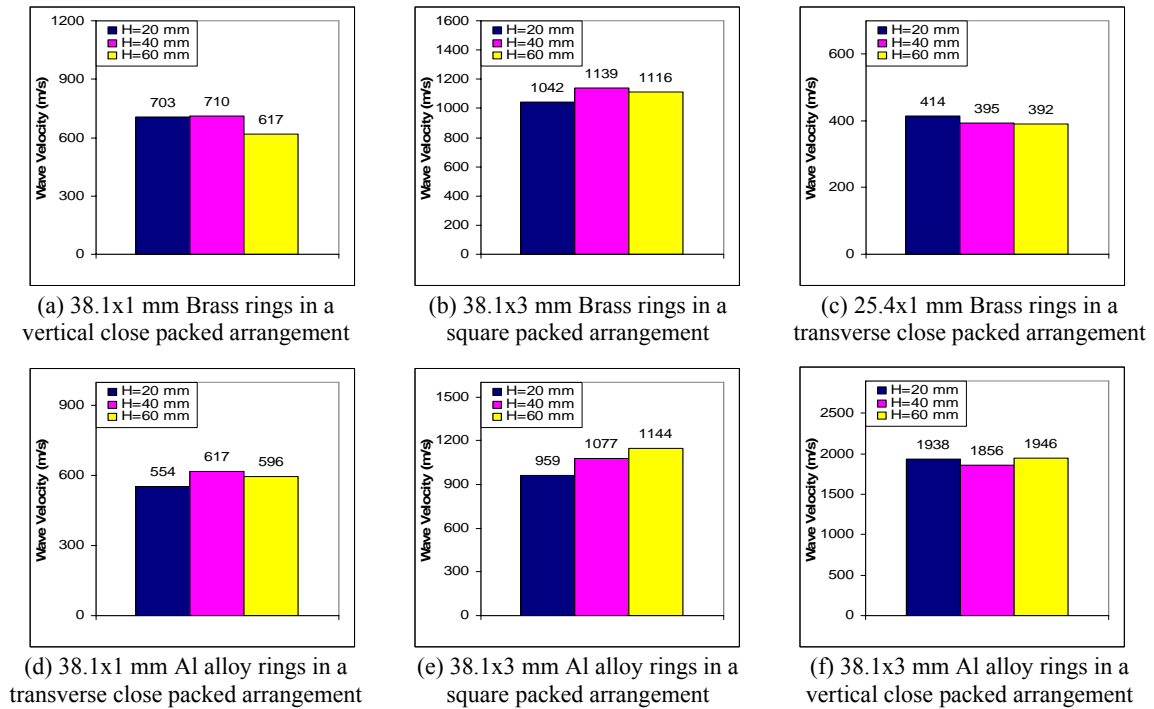 Wave Velocity (m/s)
1200
900
600
300
0
H=20 mm
H=40 mm
H=60 mm
703
710
617
(a) 38.1x1 mm Brass rings in a
vertical close packed arrangement
Wave Velocity (m/s)
1600
1400
1200
1000
800
600
400
200
0
H=20 mm
H=40 mm
H=60 mm
1042
1139
1116
(b) 38.1x3 mm Brass rings in a
square packed arrangement
Wave Velocity (m/s)
600
400
200
0
H=20 mm
H=40 mm
H=60 mm
414
395
392
(c) 25.4x1 mm Brass rings in a
transverse close packed arrangement
Wave Velocity (m/s)
900
600
300
0
H=20 mm
H=40 mm
H=60 mm
554
617
596
(d) 38.1x1 mm Al alloy rings in a
transverse close packed arrangement
Wave Velocity (m/s)
1500
1200
900
600
300
0
H=20 mm
H=40 mm
H=60 mm
959
1077
1144
(e) 38.1x3 mm Al alloy rings in a
square packed arrangement
Wave Velocity (m/s)
2500
2000
1500
1000
500
0
H=20 mm
H=40 mm
H=60 mm
1938
1856
1946
(f) 38.1x3 mm Al alloy rings in a
vertical close packed arrangement